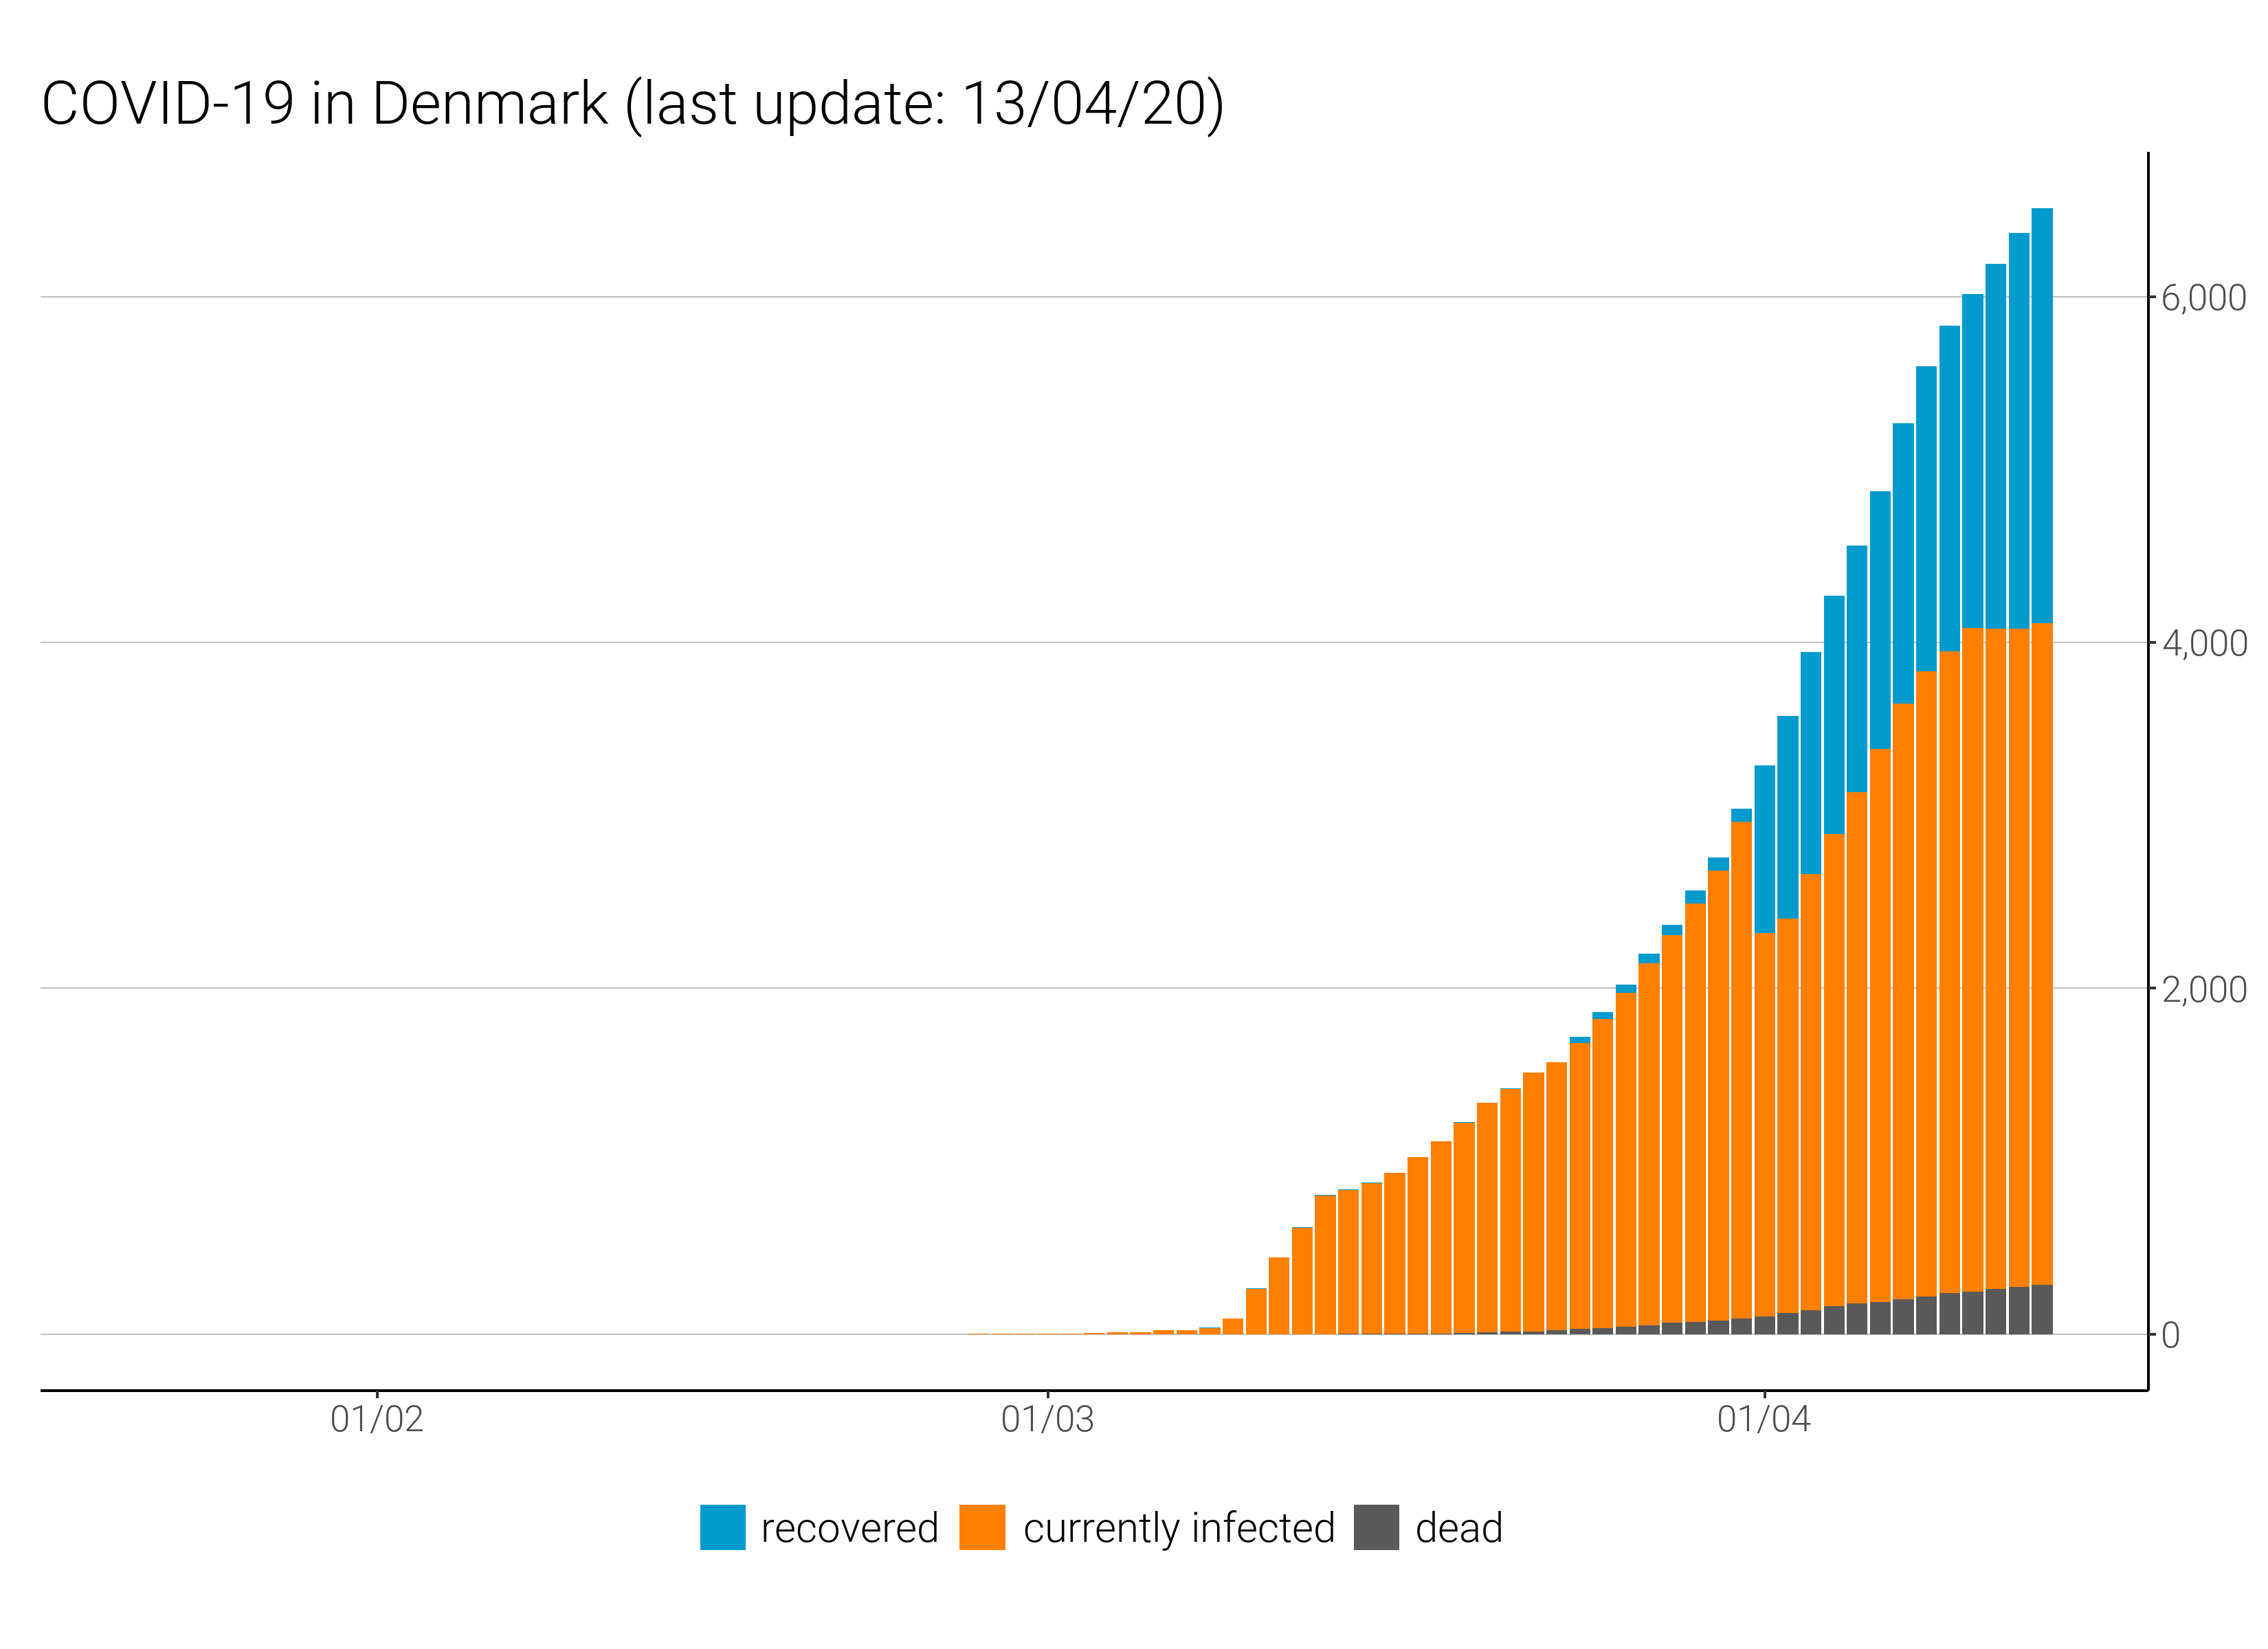 COVID-19 in Denmark (last update: 13/04/20)
6,000
4,000
2,000
0
01/02 01/03 01/04
recovered currently infected dead